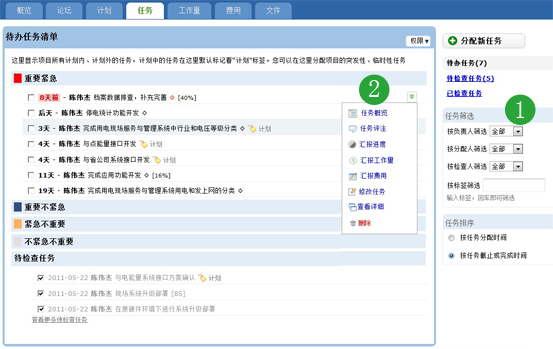 概览 论坛 计划 任务 工作量 费用 文件
待办任务清单
权限
这里显示项目所有计划内、计划外的任务，计划中的任务在这里默认标记着"计划"标签。您可以在这里分配项目的突发性、临时性任务
重要紧急
8天前 - 陈伟杰 档案数据排查，补充完善 [40%]
后天 - 陈伟杰 停电统计功能开发
3天 - 陈伟杰 完成用电现场服务与管理系统中行业和电压等级分类 计划
4天 - 陈伟杰 与点能量接口开发 计划
4天 - 陈伟杰 与省公司系统接口开发 计划
11天 - 陈伟杰 完成应用功能开发 [16%]
19天 - 陈伟杰 完成用电现场服务与管理系统用电和发上网的分类
重要不紧急
紧急不重要
不紧急不重要
待检查任务
2011-05-22 陈伟杰 与电能量系统接口方案确认 计划
2011-05-22 陈伟杰 现场系统升级部署 [85]
2011-05-22 陈伟杰 在原硬件环境下进行系统升级部署
查看更多待检查任务
2
任务概览
任务评注
汇报进度
汇报工作量
汇报费用
修改任务
查看详细
删除
分配新任务
待办任务(7)
待检查任务(5)
已检查任务
1
任务筛选
按负责人筛选 全部
按分配人筛选 全部
按检查人筛选 全部
按标签筛选
输入标签，回车即可筛选
任务排序
按任务分配时间
按任务截止或完成时间